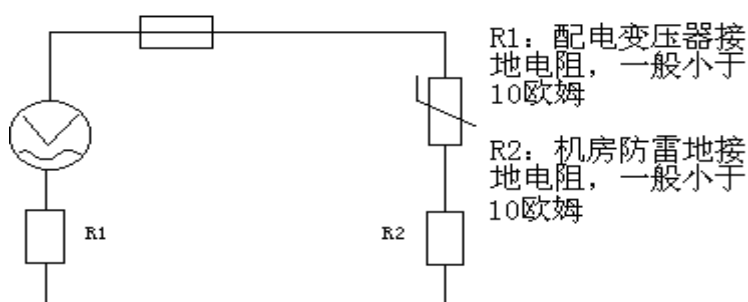 R1：配电变压器接
地电阻，一般小于
10欧姆
R2：机房防雷地接
地电阻，一般小于
10欧姆
R1
R2